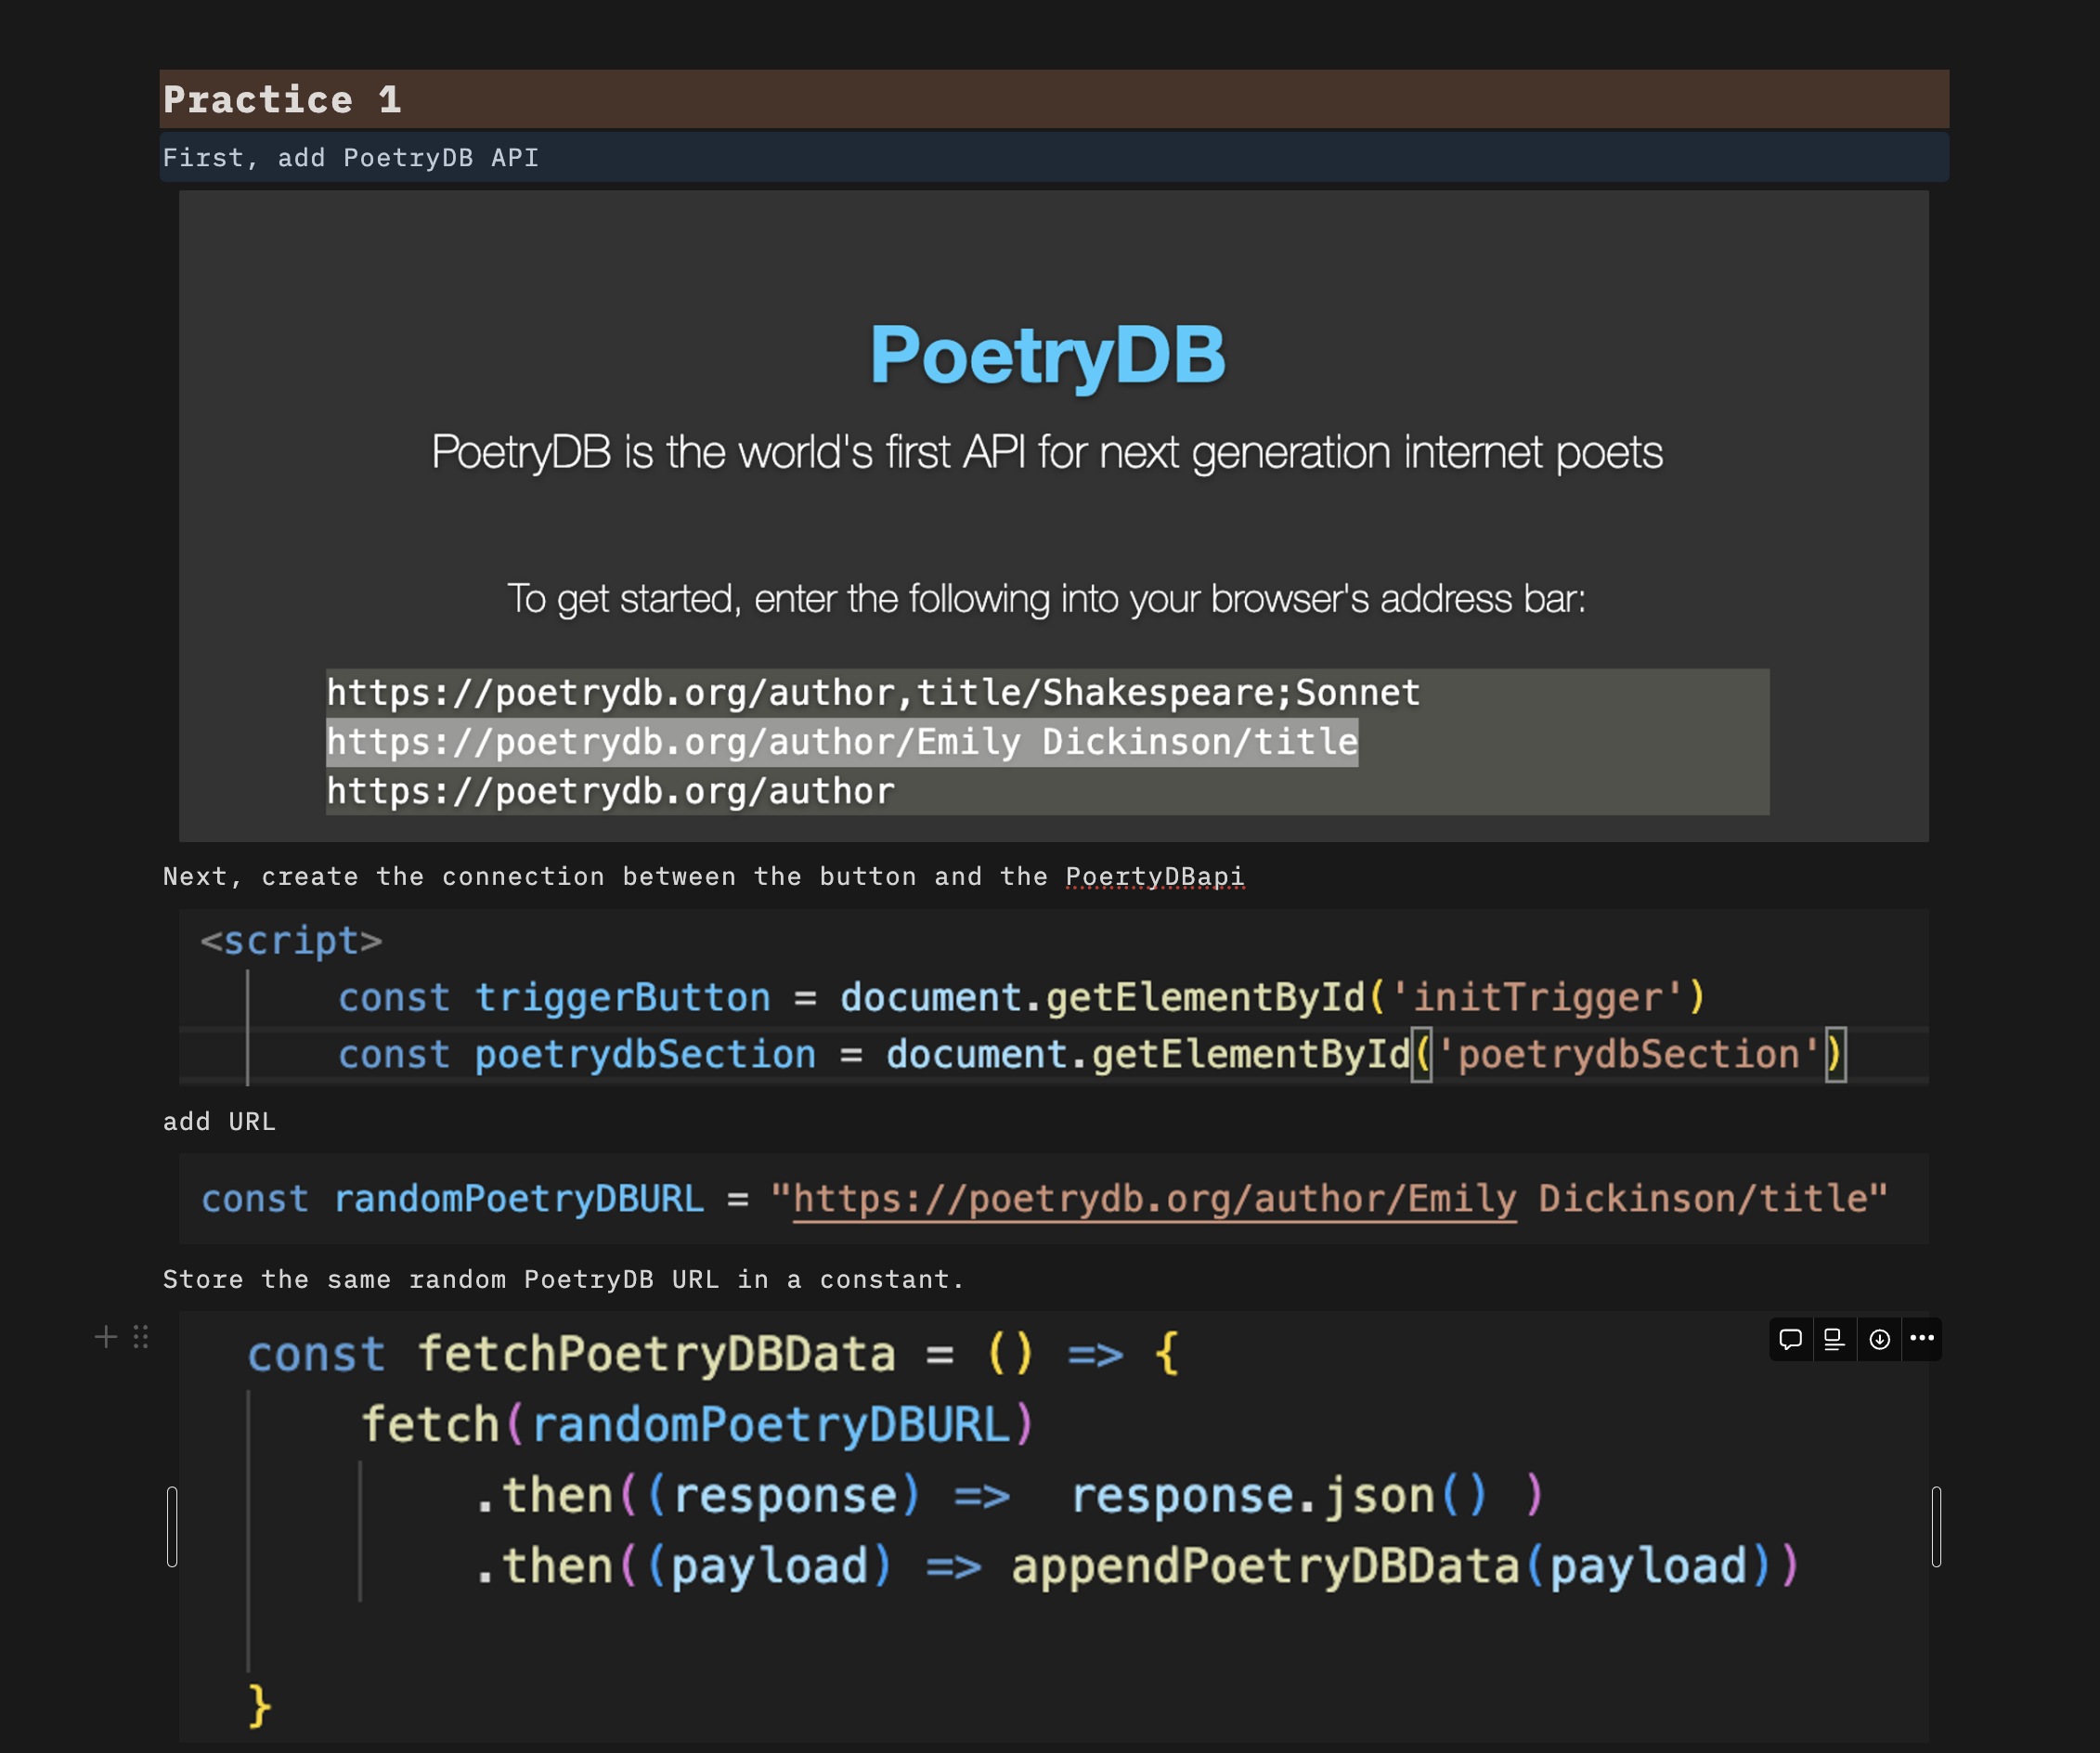 Practice 1
First, add PoetryDB API
PoetryDB
PoetryDB is the world's first API for next generation internet poets
To get started, enter the following into your browser's address bar:
https://poetrydb.org/author,title/Shakespeare;Sonnet
https://poetrydb.org/author/Emily Dickinson/title
https://poetrydb.org/author
Next, create the connection between the button and the PoertyDBapi
<script>
const triggerButton = document.getElementById('initTrigger')
const poetrydbSection = document.getElementById('poetrydbSection')
add URL
const randomPoetryDBURL = "https://poetrydb.org/author/Emily Dickinson/title"
Store the same random PoetryDB URL in a constant.
const fetchPoetryDBData = () => {
fetch(randomPoetryDBURL)
.then((response) => response.json() )
.then((payload) => appendPoetryDBData(payload))
}